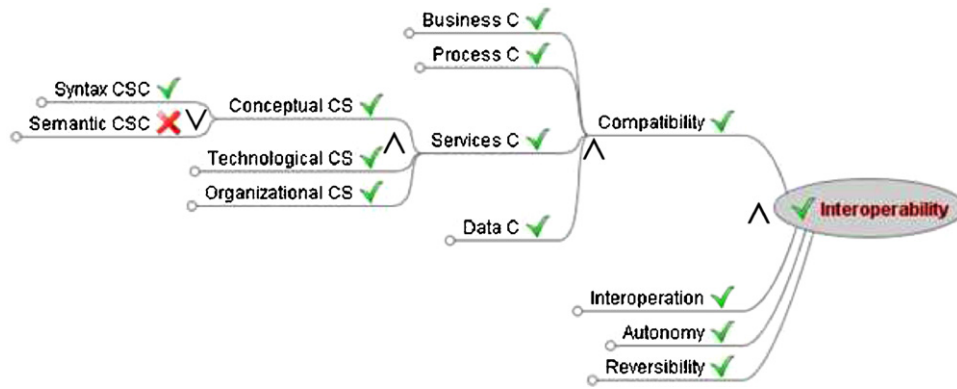 Business C
Process C
Syntax CSC
Conceptual CS
Compatibility
Semantic CSC
Services C
Technological CS
Organizational CS
Interoperability
Data C
Interoperation
Autonomy
Reversibility